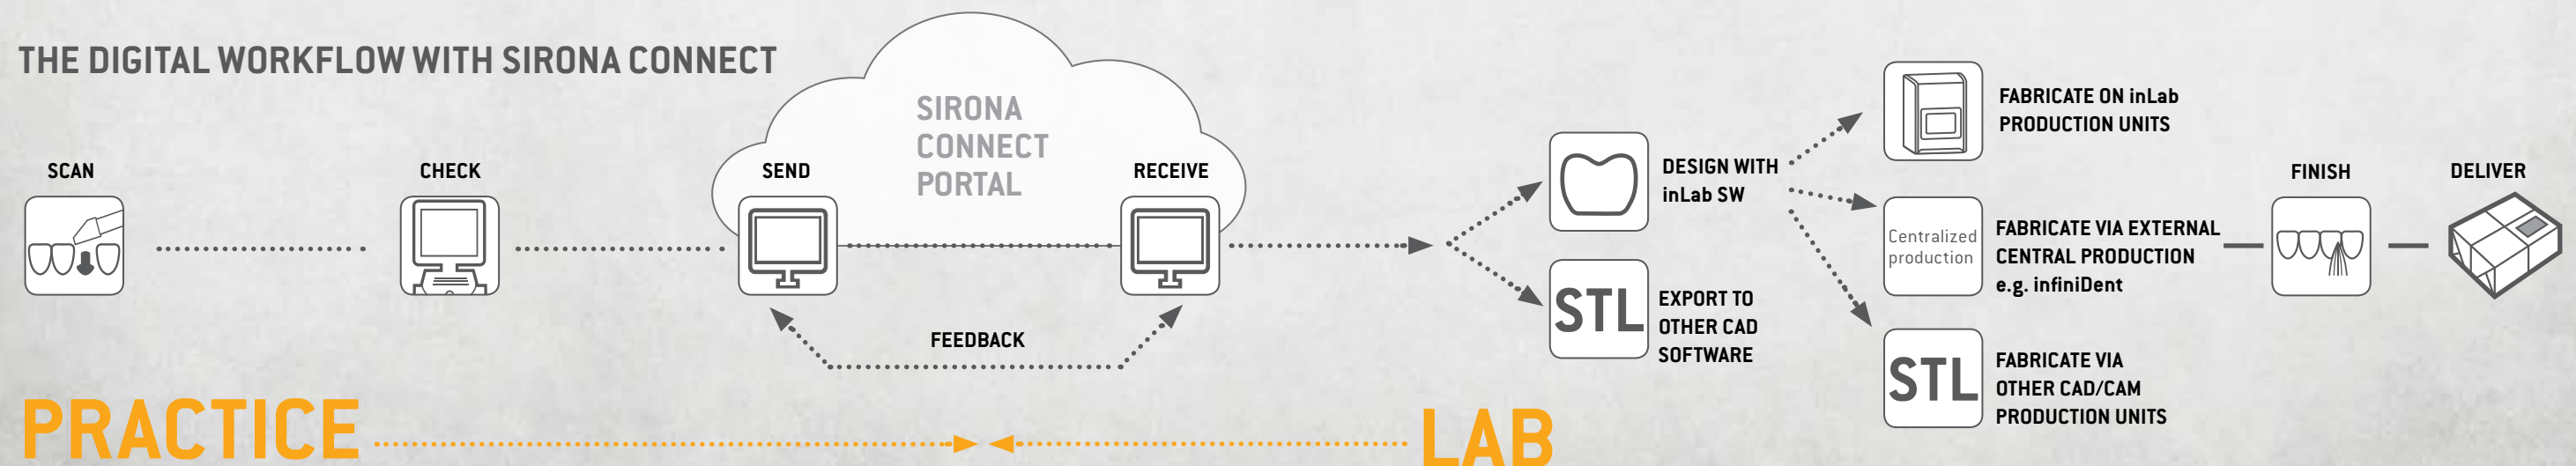 THE DIGITAL WORKFLOW WITH SIRONA CONNECT
SCAN
CHECK
SEND
SIRONA
CONNECT
PORTAL
RECEIVE
FEEDBACK
DESIGN WITH
inLab SW
STL
EXPORT TO
OTHER CAD
SOFTWARE
FABRICATE ON inLab
PRODUCTION UNITS
Centralized
production
FABRICATE VIA EXTERNAL
CENTRAL PRODUCTION
e.g. infiniDent
STL
FABRICATE VIA
OTHER CAD/CAM
PRODUCTION UNITS
FINISH
DELIVER
PRACTICE
LAB